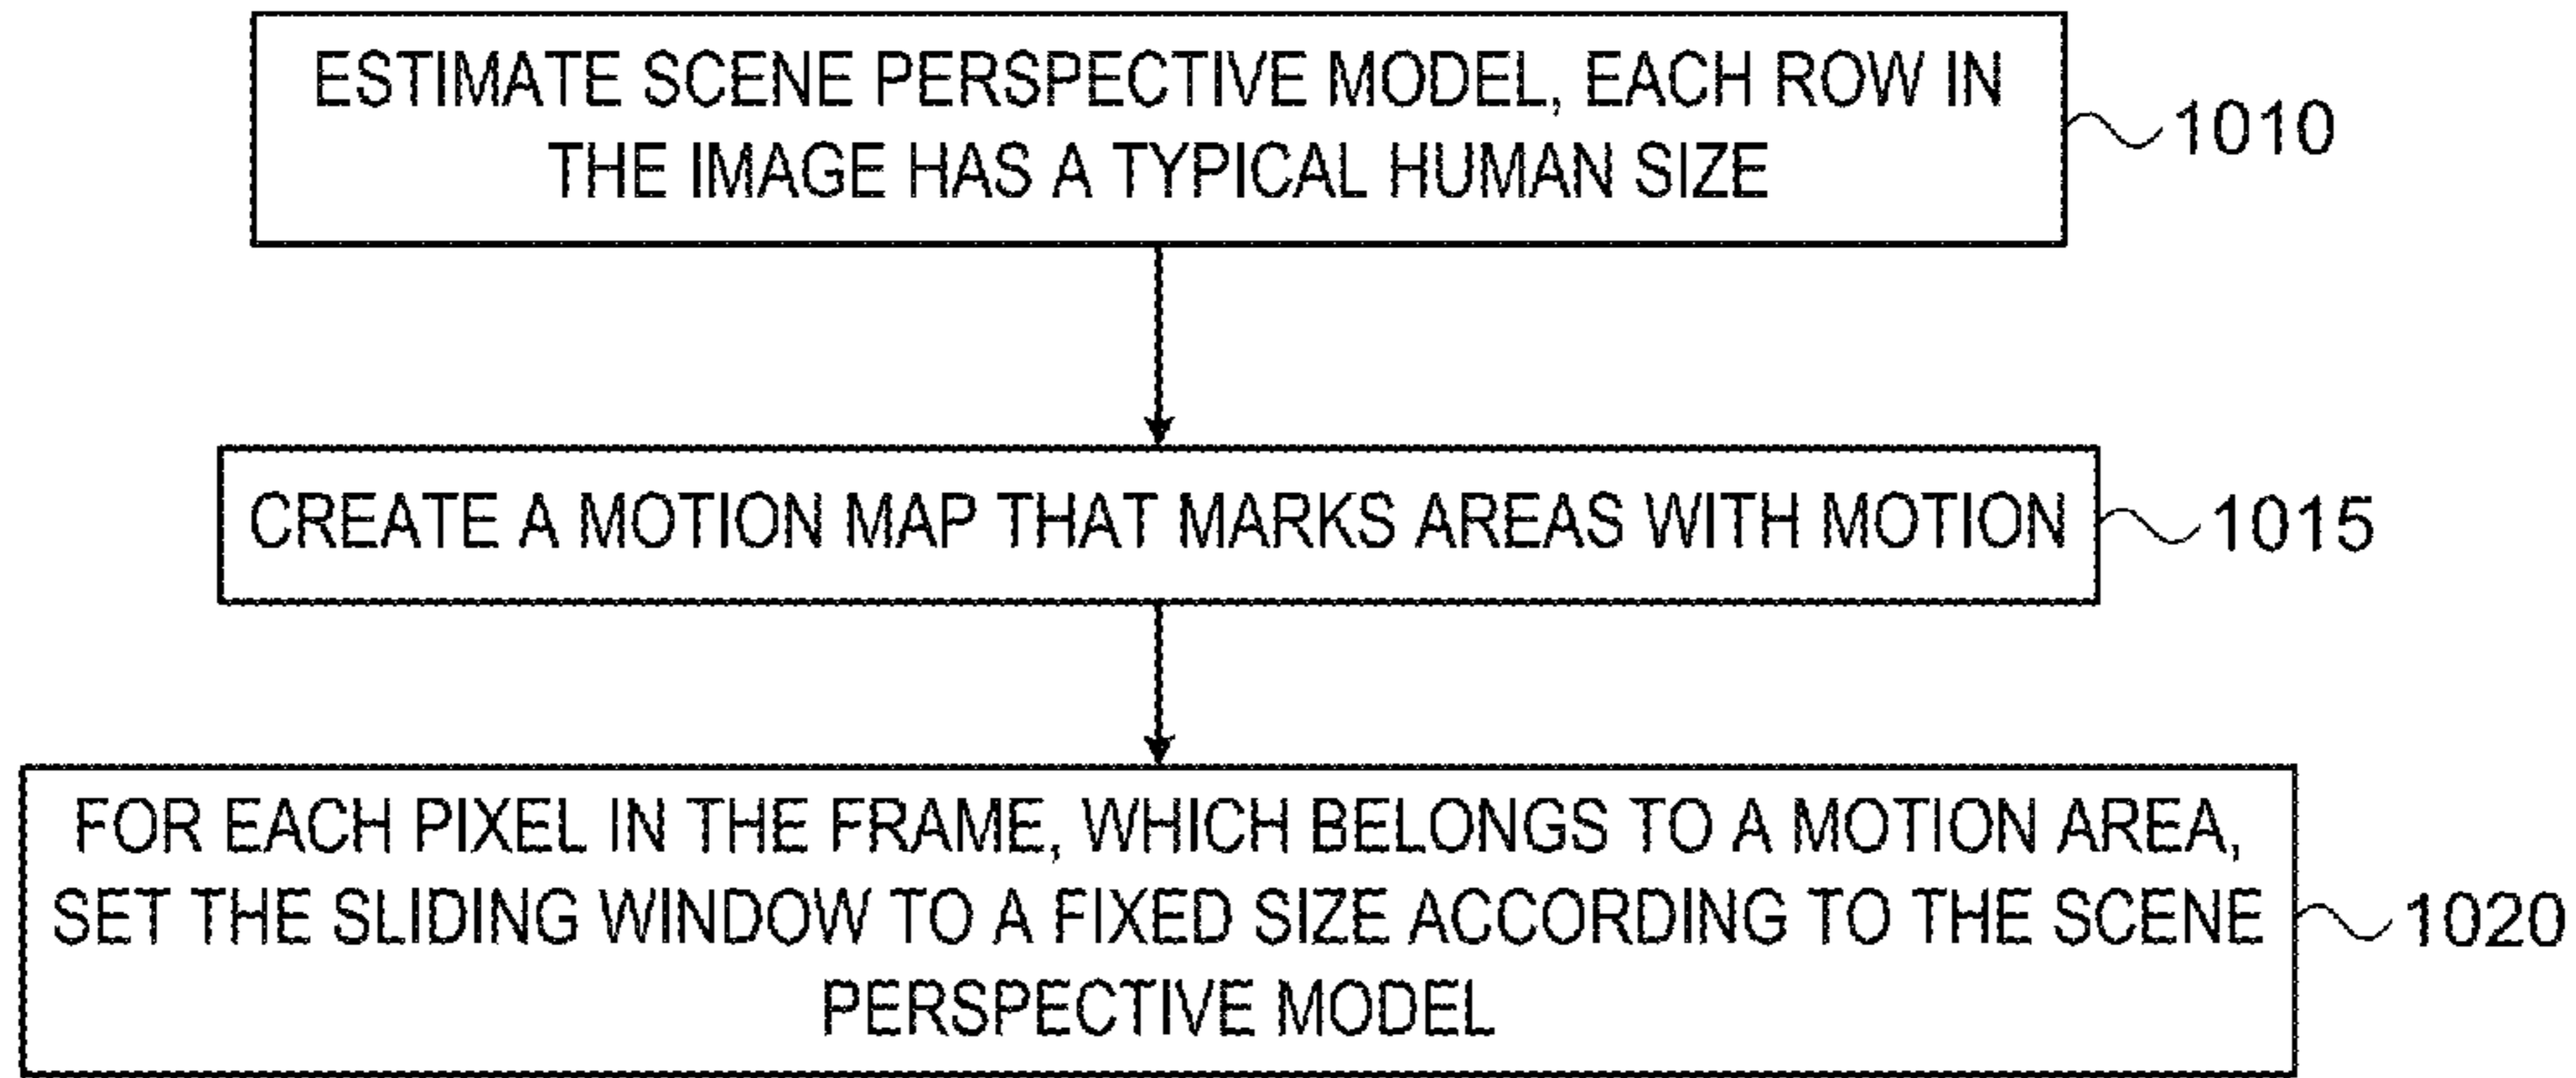 ESTIMATE SCENE PERSPECTIVE MODEL, EACH ROW IN
THE IMAGE HAS A TYPICAL HUMAN SIZE
1010
CREATE A MOTION MAP THAT MARKS AREAS WITH MOTION
1015
FOR EACH PIXEL IN THE FRAME, WHICH BELONGS TO A MOTION AREA,
SET THE SLIDING WINDOW TO A FIXED SIZE ACCORDING TO THE SCENE
PERSPECTIVE MODEL
1020